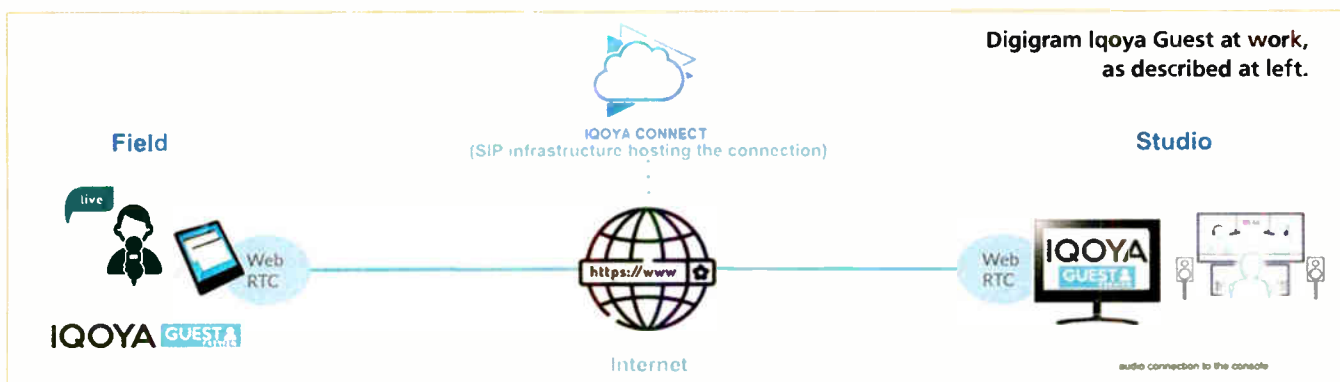 Digigram Iqoya Guest at work,
as described at left.
IQOYA CONNECT
(SIP infrastructure hosting the connection)
Field
Studio
live
Web
RTC
https://www
Web
RTC
IQOYA
GUEST
IQOYA GUEST
Internet
audio connection to the console